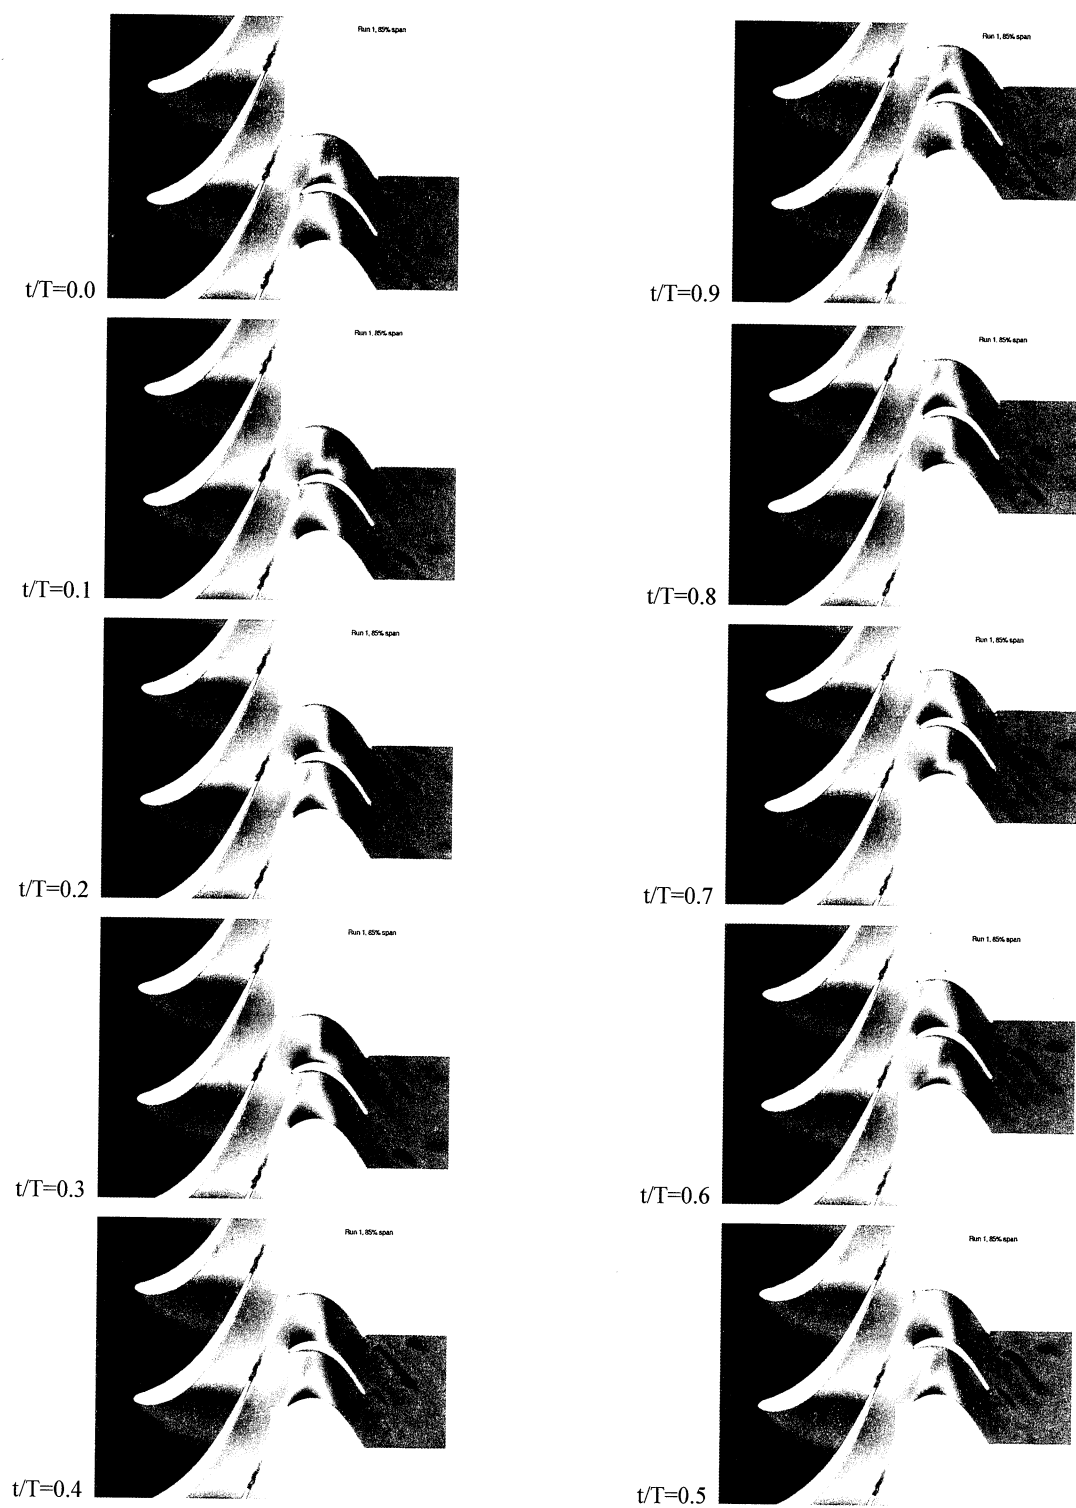 Run 1, 85% span
t/T=0.0
Run 1, 85% span
t/T=0.1
Run 1, 85% span
t/T=0.2
Run 1, 85% span
t/T=0.3
Run 1, 85% span
t/T=0.4
Run 1, 85% span
t/T=0.9
Run 1, 85% span
t/T=0.8
Run 1, 85% span
t/T=0.7
Run 1, 85% span
t/T=0.6
Run 1, 85% span
t/T=0.5